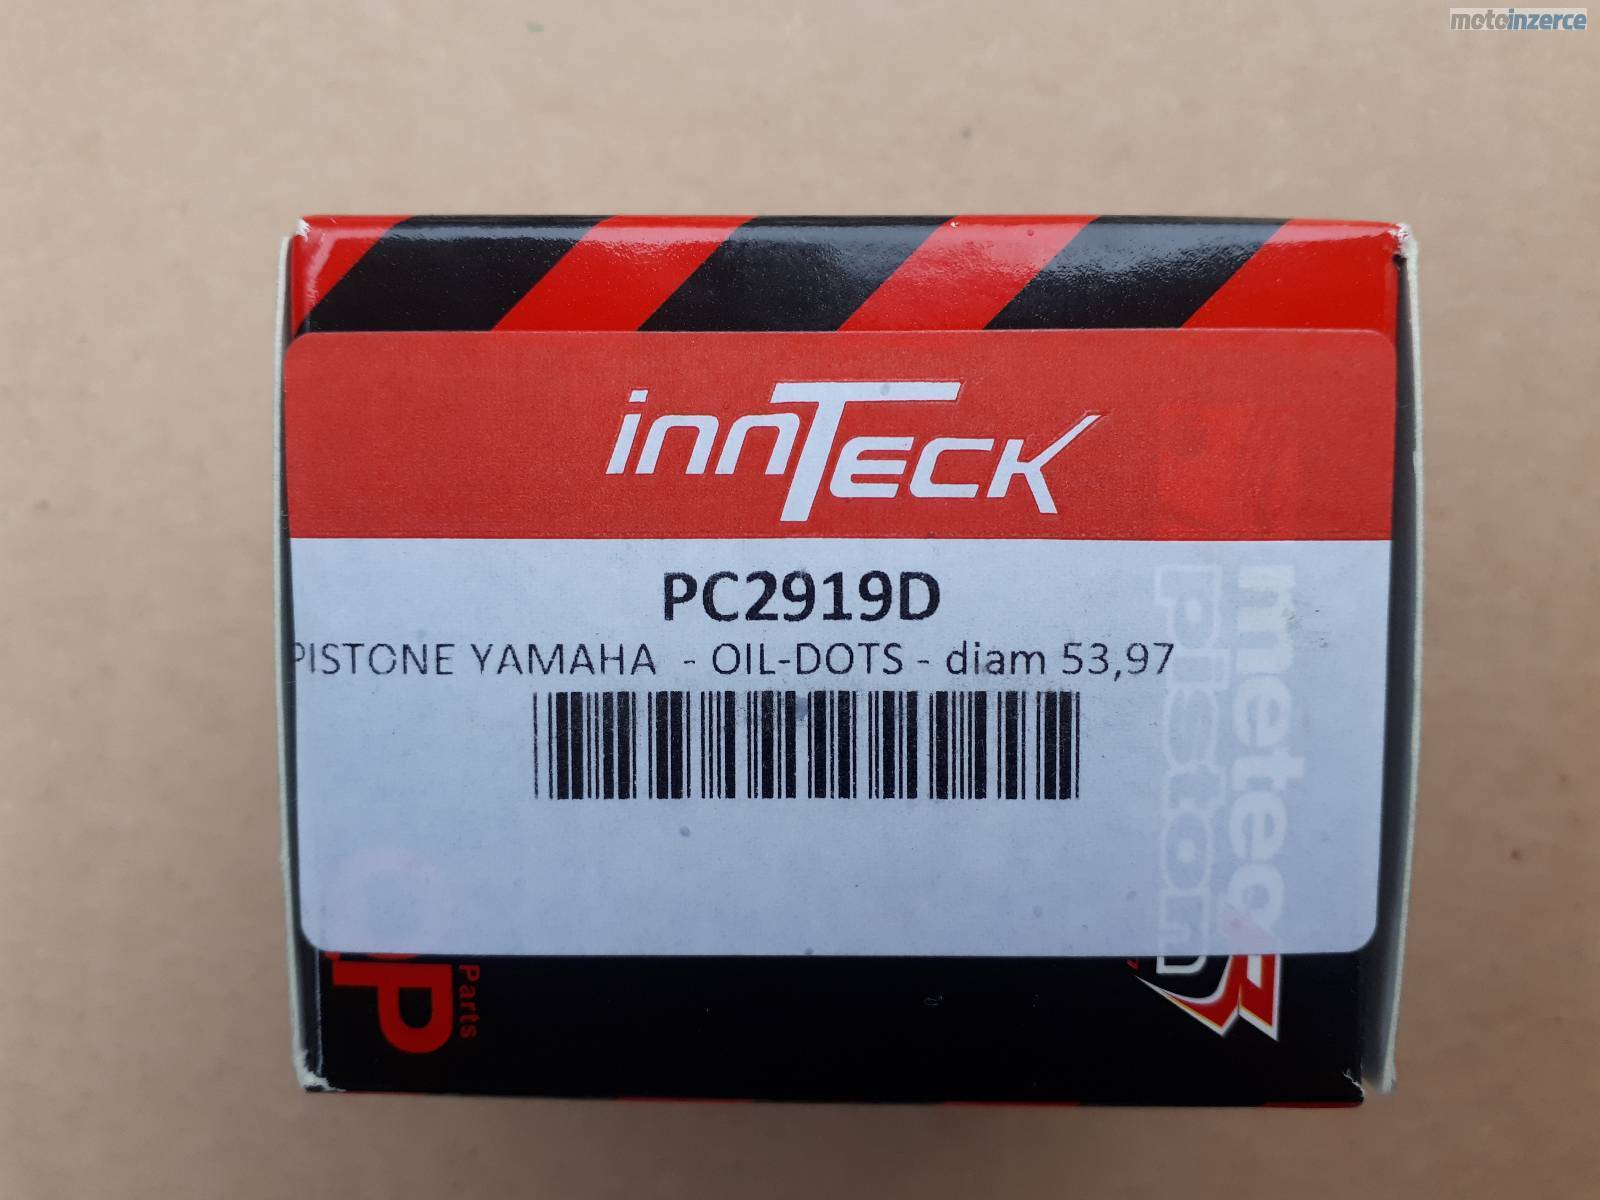 motoinzerce
innTECK
PC2919D
PISTONE YAMAHA - OIL-DOTS - diam 53,97
meteor
piston
Parts